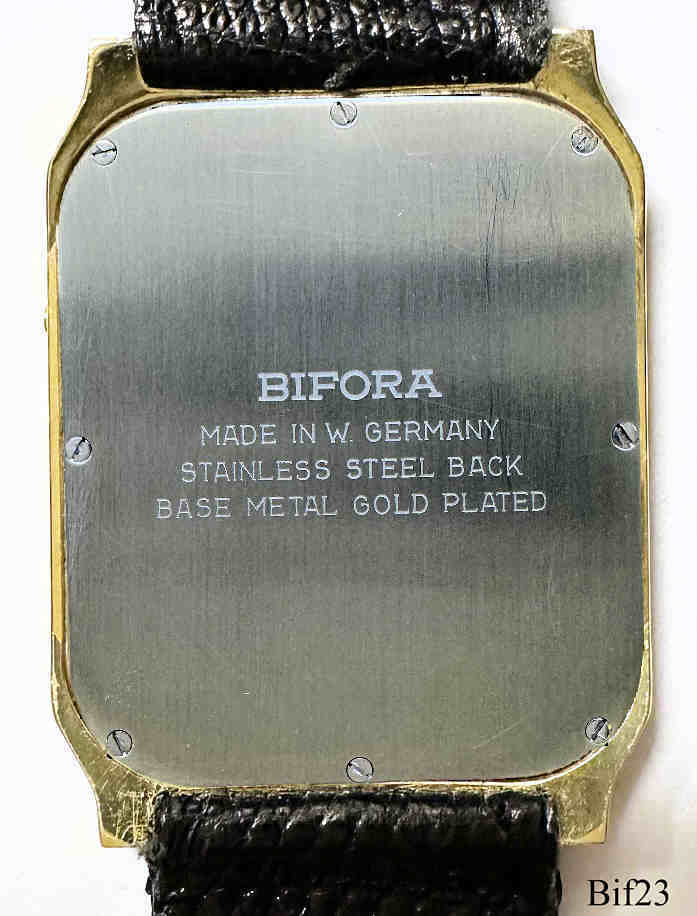 BIFORA
MADE IN W. GERMANY
STAINLESS STEEL BACK
BASE METAL GOLD PLATED
Bif23